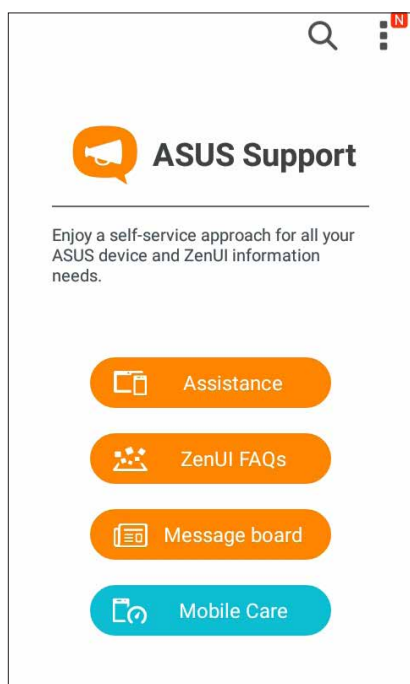 N
ASUS Support
Enjoy a self-service approach for all your
ASUS device and ZenUI information
needs.
Assistance
ZenUI FAQs
Message board
Mobile Care